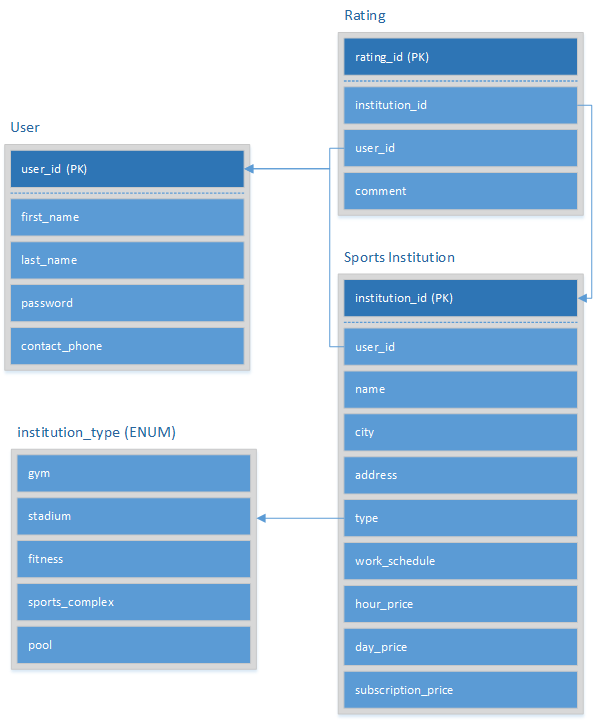 Rating
rating_id (PK)
institution_id
user_id
comment
User
user_id (PK)
first_name
last_name
password
contact_phone
Sports Institution
institution_id (PK)
user_id
name
city
address
type
work_schedule
hour_price
day_price
subscription_price
institution_type (ENUM)
gym
stadium
fitness
sports_complex
pool